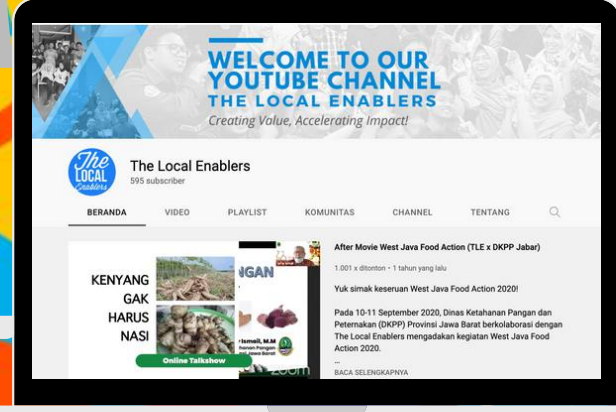 WELCOME TO OUR
YOUTUBE CHANNEL
THE LOCAL ENABLERS
Creating Value, Accelerating Impact!
The
LOCAL
Enablers
The Local Enablers
595 subscriber
BERANDA VIDEO PLAYLIST KOMUNITAS CHANNEL TENTANG
KENYANG
GAK
HARUS
NASI
Online Talkshow
NGAN
Ismail, M.M
zoom
After Movie West Java Food Action (TLE x DKPP Jabar)
1.001 x ditonton • 1 tahun yang lalu
Yuk simak keseruan West Java Food Action 2020!
Pada 10-11 September 2020, Dinas Ketahanan Pangan dan
Peternakan (DKPP) Provinsi Jawa Barat berkolaborasi dengan
The Local Enablers mengadakan kegiatan West Java Food
Action 2020.
...
BACA SELENGKAPNYA